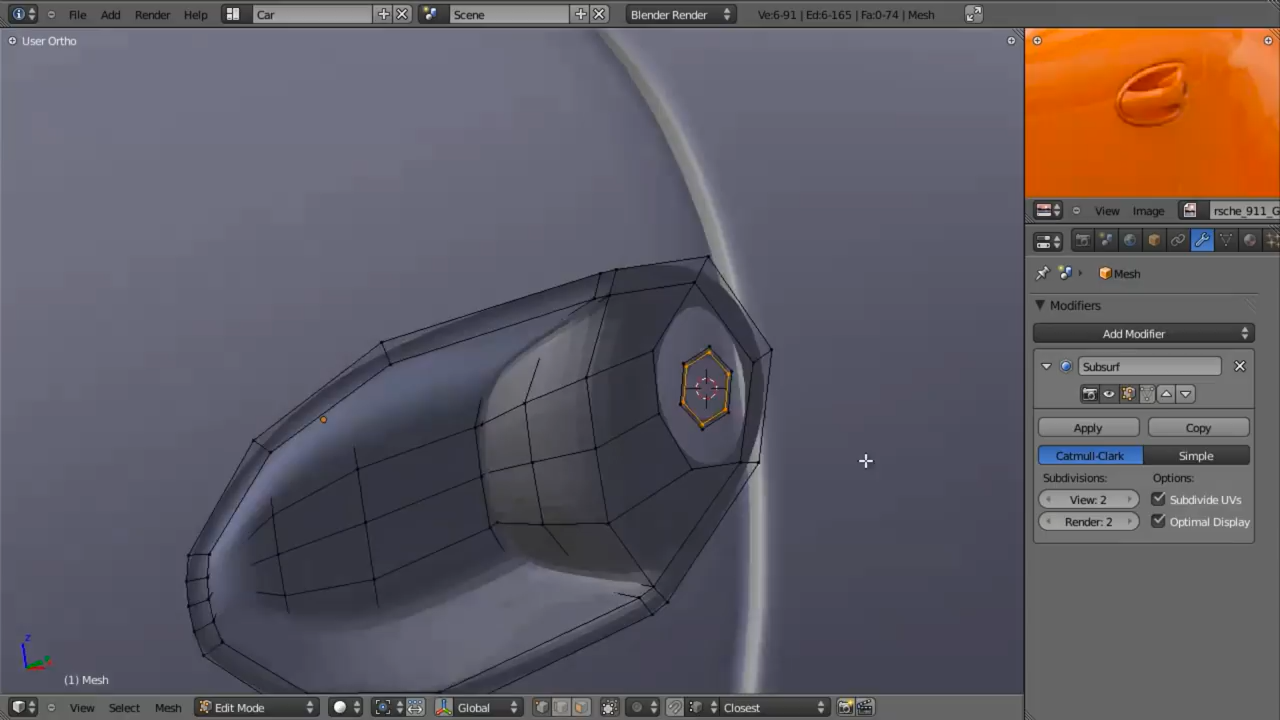 File Add Render Help Car Scene Blender Render Ve:6-91 | Ed:6-165 | Fa:0-74 | Mesh
User Ortho
View Image rsche_911_G
Mesh
Modifiers
Add Modifier
Subsurf
Apply Copy
Catmull-Clark Simple
Subdivisions: Options:
View: 2 Subdivide UVs
Render: 2 Optimal Display
z
(1) Mesh
View Select Mesh Edit Mode Global Closest